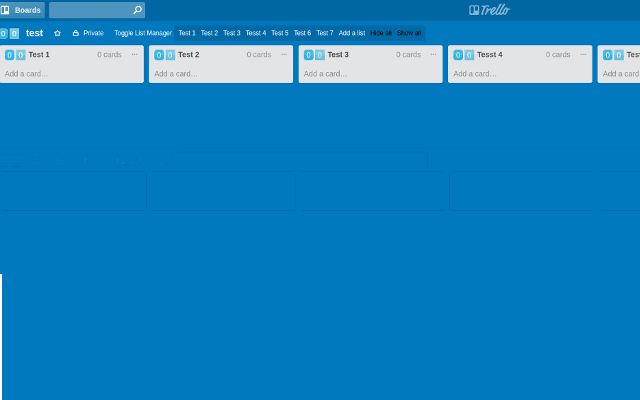 Boards Trello
0 0 test Private Toggle List Manager Test 1 Test 2 Test 3 Tesst 4 Test 5 Test 6 Test 7 Add a list Hide all Show all
0 0 Test 1 0 cards ... 0 0 Test 2 0 cards ... 0 0 Test 3 0 cards ... 0 0 Tesst 4 0 cards ... 0 0
Add a card… Add a card… Add a card… Add a card… Add a card